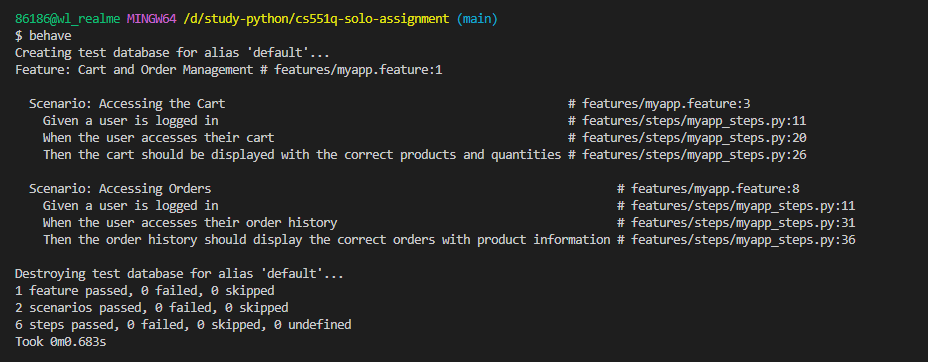 86186@wl_realme MINGW64 /d/study-python/cs551q-solo-assignment (main)
$ behave
Creating test database for alias 'default'...
Feature: Cart and Order Management # features/myapp.feature:1
Scenario: Accessing the Cart # features/myapp.feature:3
Given a user is logged in # features/steps/myapp_steps.py:11
When the user accesses their cart # features/steps/myapp_steps.py:20
Then the cart should be displayed with the correct products and quantities # features/steps/myapp_steps.py:26
Scenario: Accessing Orders # features/myapp.feature:8
Given a user is logged in # features/steps/myapp_steps.py:11
When the user accesses their order history # features/steps/myapp_steps.py:31
Then the order history should display the correct orders with product information # features/steps/myapp_steps.py:36
Destroying test database for alias 'default'...
1 feature passed, 0 failed, 0 skipped
2 scenarios passed, 0 failed, 0 skipped
6 steps passed, 0 failed, 0 skipped, 0 undefined
Took 0m0.683s